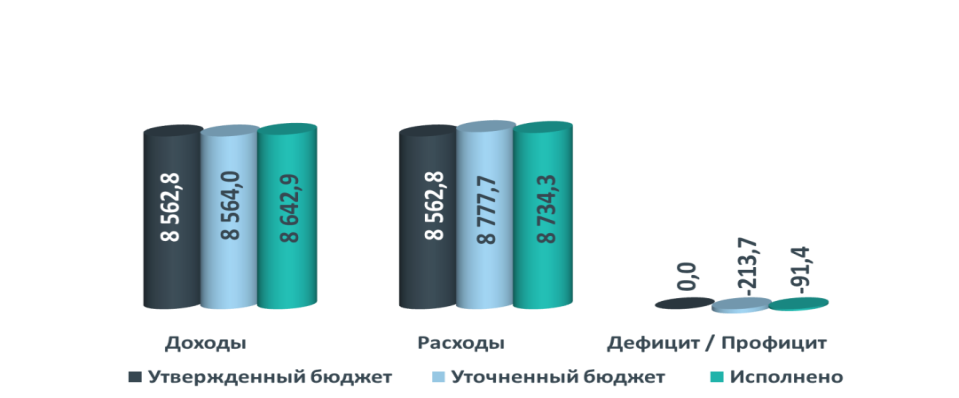 8 562,8 8 564,0 8 642,9 8 562,8 8 777,7 8 734,3 0,0 -213,7 -91,4
Доходы Расходы Дефицит / Профицит
Утвержденный бюджет Уточненный бюджет Исполнено